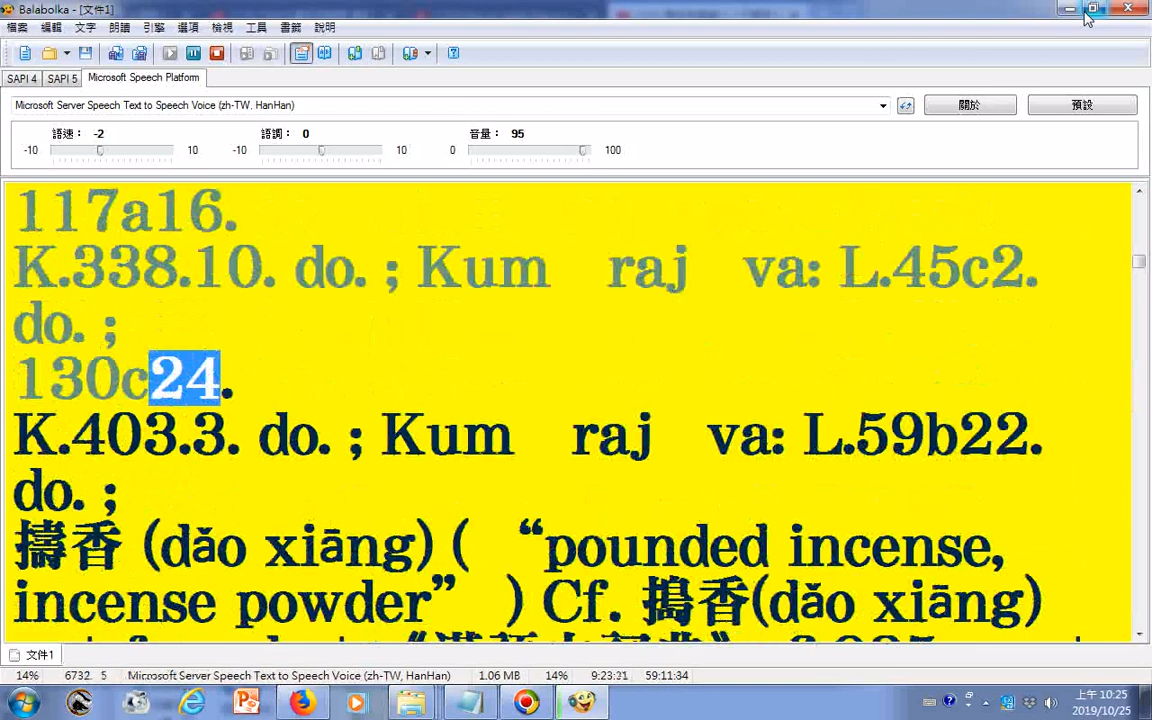 Balabolka - [文件1]
檔案 編輯 文字 朗讀 引擎 選項 檢視 工具 書籤 說明
SAPI 4 SAPI 5 Microsoft Speech Platform
Microsoft Server Speech Text to Speech Voice (zh-TW, HanHan) 關於 預設
語速： -2 語調： 0 音量： 95
-10 10 -10 10 0 100
117a16.
K.338.10. do. ; Kum raj va: L.45c2.
do. ;
130c24.
K.403.3. do. ; Kum raj va: L.59b22.
do. ;
擣香 (dǎo xiāng) ( “pounded incense,
incense powder” ) Cf. 搗香(dǎo xiāng)
文件1
14% 6732: 5 Microsoft Server Speech Text to Speech Voice (zh-TW, HanHan) 1.06 MB 14% 9:23:31 59:11:34
上午 10:25
2019/10/25